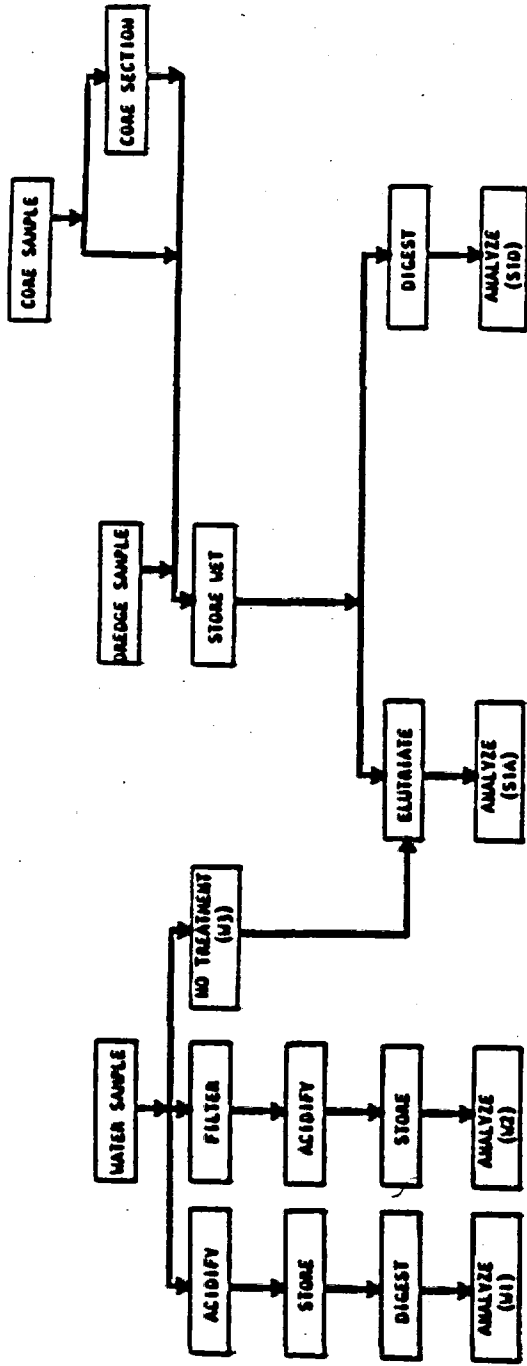 WATER SAMPLE
ACIDIFY
STORE
DIGEST
ANALYZE
(W1)
FILTER
ACIDIFY
STORE
ANALYZE
(W2)
NO TREATMENT
(W3)
DREDGE SAMPLE
CORE SAMPLE
CORE SECTION
STORE WET
ELUTRIATE
ANALYZE
(S1A)
DIGEST
ANALYZE
(S1D)